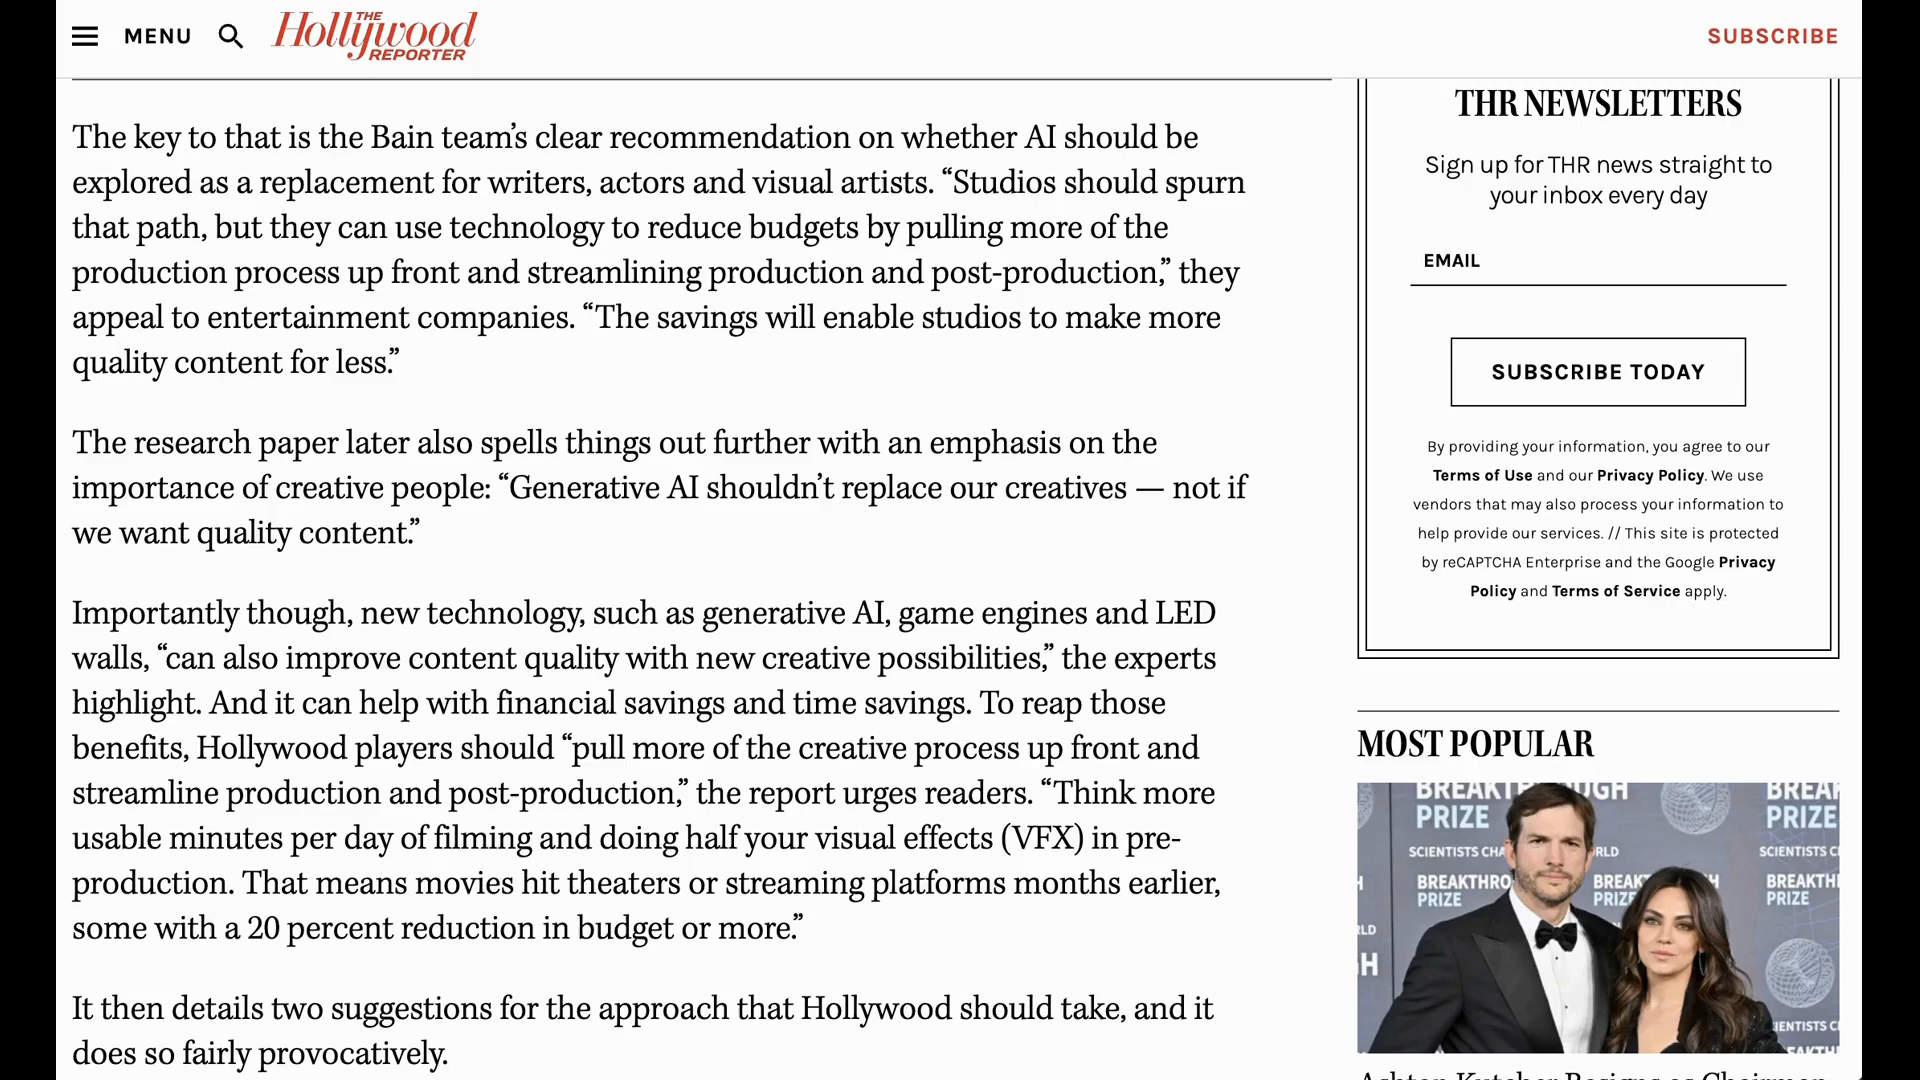 MENU
THE
Hollywood
REPORTER
SUBSCRIBE
The key to that is the Bain team’s clear recommendation on whether AI should be
explored as a replacement for writers, actors and visual artists. “Studios should spurn
that path, but they can use technology to reduce budgets by pulling more of the
production process up front and streamlining production and post-production,” they
appeal to entertainment companies. “The savings will enable studios to make more
quality content for less.”
The research paper later also spells things out further with an emphasis on the
importance of creative people: “Generative AI shouldn’t replace our creatives — not if
we want quality content.”
Importantly though, new technology, such as generative AI, game engines and LED
walls, “can also improve content quality with new creative possibilities,” the experts
highlight. And it can help with financial savings and time savings. To reap those
benefits, Hollywood players should “pull more of the creative process up front and
streamline production and post-production,” the report urges readers. “Think more
usable minutes per day of filming and doing half your visual effects (VFX) in pre-
production. That means movies hit theaters or streaming platforms months earlier,
some with a 20 percent reduction in budget or more.”
It then details two suggestions for the approach that Hollywood should take, and it
does so fairly provocatively.
THR NEWSLETTERS
Sign up for THR news straight to
your inbox every day
EMAIL
SUBSCRIBE TODAY
By providing your information, you agree to our
Terms of Use and our Privacy Policy. We use
vendors that may also process your information to
help provide our services. // This site is protected
by reCAPTCHA Enterprise and the Google Privacy
Policy and Terms of Service apply.
MOST POPULAR
BREAKTHROUGH
PRIZE
SCIENTISTS
BREAKTHRO
PRIZE
BREAKTH
PRIZE
Ashton Kutcher Resigns as Chairman